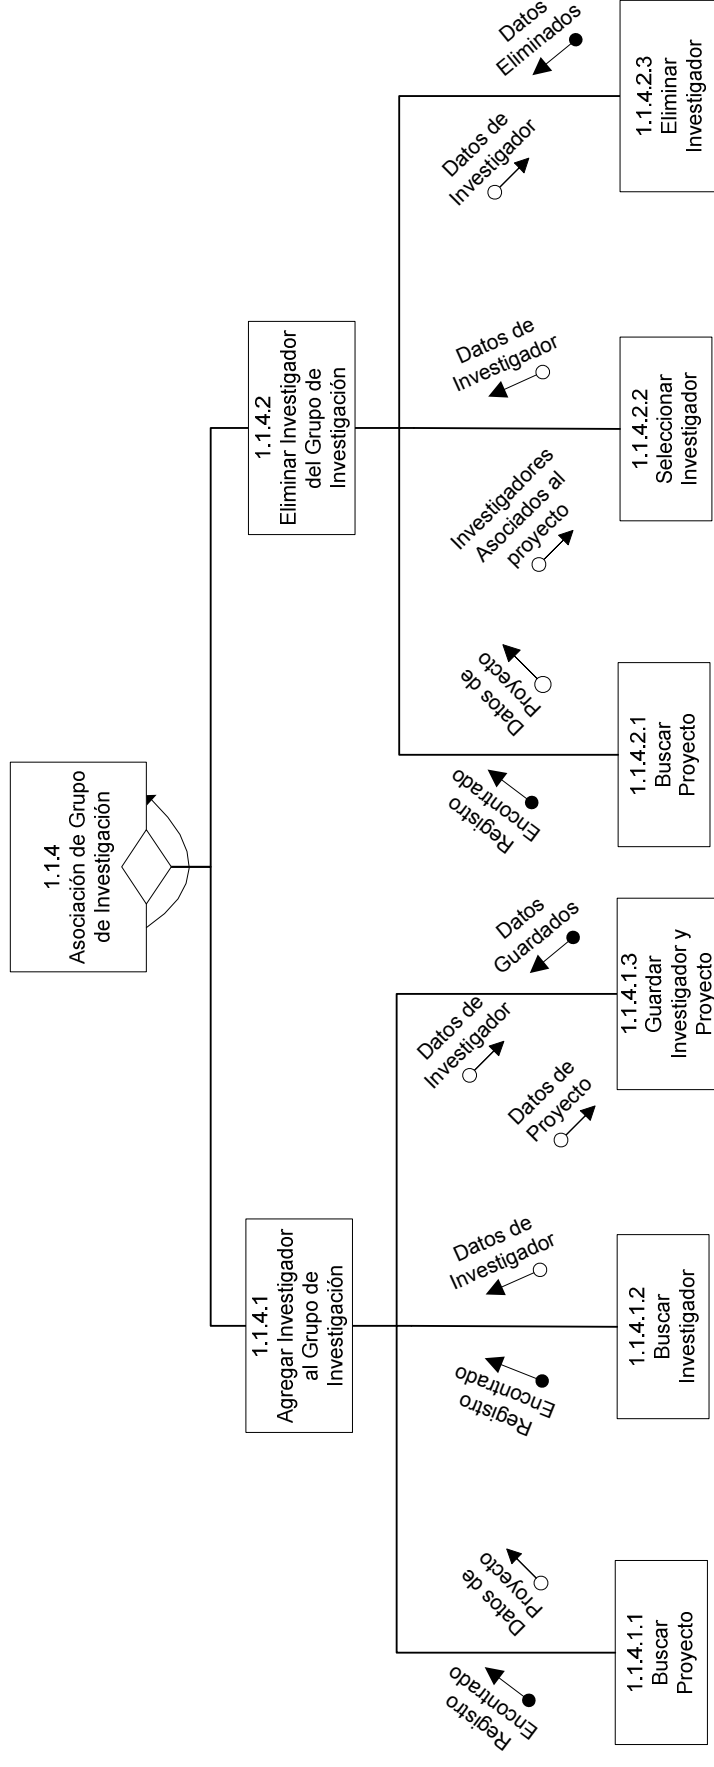 1.1.4
Asociación de Grupo
de Investigación
1.1.4.1
Agregar Investigador
al Grupo de
Investigación
1.1.4.2
Eliminar Investigador
del Grupo de
Investigación
Registro
Encontrado
Datos de
Proyecto
Registro
Encontrado
Datos de
Investigador
Datos de
Proyecto
Datos de
Investigador
Datos
Guardados
Registro
Encontrado
Datos de
Proyecto
Investigadores
Asociados al
proyecto
Datos de
Investigador
Datos de
Investigador
Datos
Eliminados
1.1.4.1.1
Buscar
Proyecto
1.1.4.1.2
Buscar
Investigador
1.1.4.1.3
Guardar
Investigador y
Proyecto
1.1.4.2.1
Buscar
Proyecto
1.1.4.2.2
Seleccionar
Investigador
1.1.4.2.3
Eliminar
Investigador